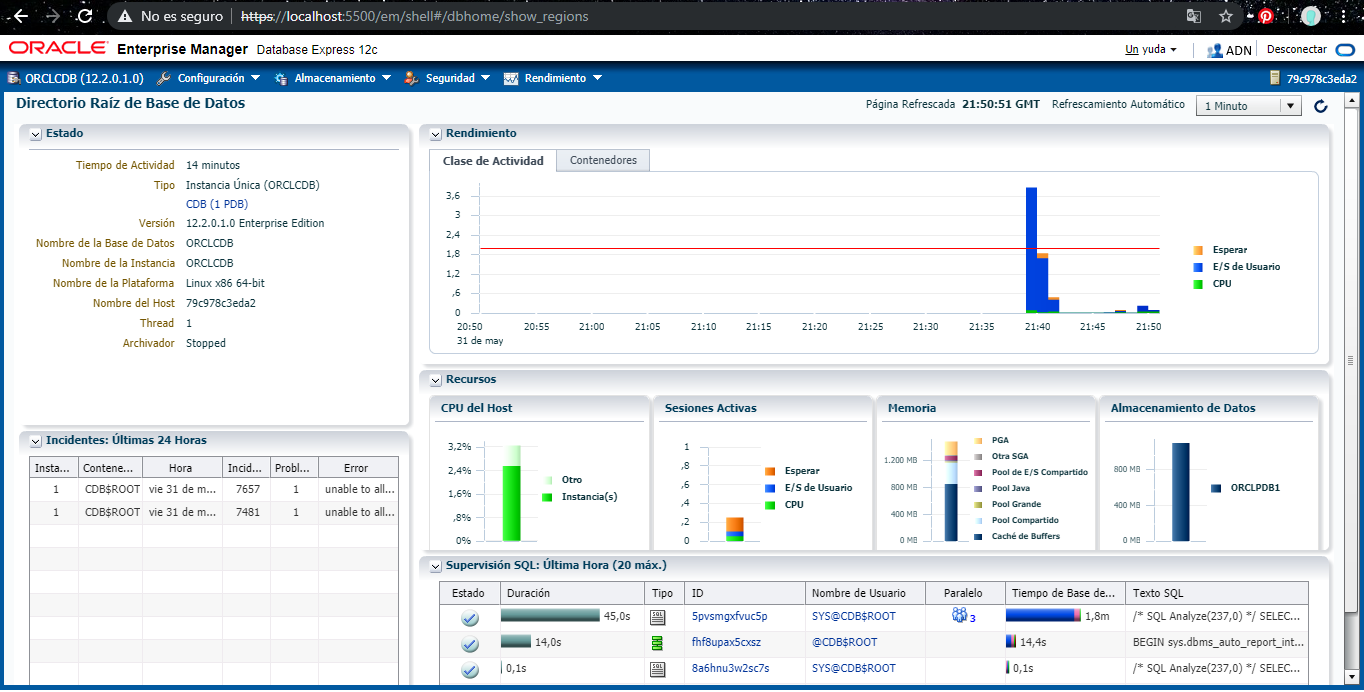 No es seguro
https://localhost:5500/em/shell#/dbhome/show_regions
ORACLE Enterprise Manager Database Express 12c
Un yuda
ADN
Desconectar
ORCLCDB (12.2.0.1.0) Configuración Almacenamiento Seguridad Rendimiento
79c978c3eda2
Directorio Raíz de Base de Datos
Página Refrescada 21:50:51 GMT Refrescamiento Automático 1 Minuto
Estado
Tiempo de Actividad 14 minutos
Tipo Instancia Única (ORCLCDB)
CDB (1 PDB)
Versión 12.2.0.1.0 Enterprise Edition
Nombre de la Base de Datos ORCLCDB
Nombre de la Instancia ORCLCDB
Nombre de la Plataforma Linux x86 64-bit
Nombre del Host 79c978c3eda2
Thread 1
Archivador Stopped
Incidentes: Últimas 24 Horas
Insta... Contene... Hora Incid... Probl... Error
1 CDB$ROOT vie 31 de m... 7657 1 unable to all...
1 CDB$ROOT vie 31 de m... 7481 1 unable to all...
Rendimiento
Clase de Actividad Contenedores
3,6
3
2,4
1,8
1,2
,6
0
20:50 20:55 21:00 21:05 21:10 21:15 21:20 21:25 21:30 21:35 21:40 21:45 21:50
31 de may
Esperar
E/S de Usuario
CPU
Recursos
CPU del Host
3,2%
2,4%
1,6%
,8%
0%
Otro
Instancia(s)
Sesiones Activas
1
,8
,6
,4
,2
0
Esperar
E/S de Usuario
CPU
Memoria
1.200 MB
800 MB
400 MB
0 MB
PGA
Otra SGA
Pool de E/S Compartido
Pool Java
Pool Grande
Pool Compartido
Caché de Buffers
Almacenamiento de Datos
800 MB
400 MB
0 MB
ORCLPDB1
Supervisión SQL: Última Hora (20 máx.)
Estado Duración Tipo ID Nombre de Usuario Paralelo Tiempo de Base de... Texto SQL
45,0s SQL 5pvsmgxfvuc5p SYS@CDB$ROOT 3 1,8m /* SQL Analyze(237,0) */ SELEC...
14,0s fhf8upax5cxsz @CDB$ROOT 14,4s BEGIN sys.dbms_auto_report_int...
0,1s SQL 8a6hnu3w2sc7s SYS@CDB$ROOT 0,1s /* SQL Analyze(237,0) */ SELEC...